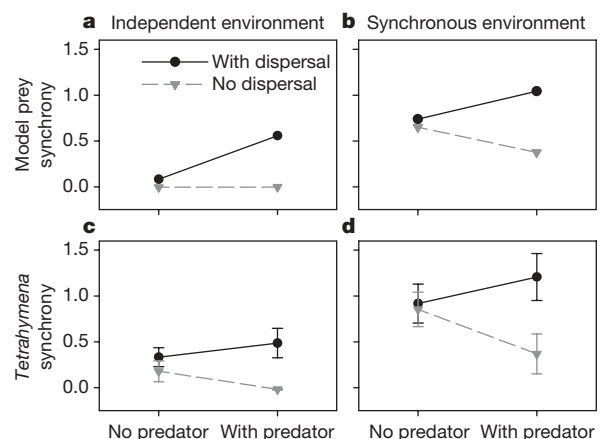 a Independent environment
b Synchronous environment
1.5
1.0
0.5
0.0
Model prey
synchrony
With dispersal
No dispersal
c
d
1.5
1.0
0.5
0.0
Tetrahymena
synchrony
No predator With predator
No predator With predator